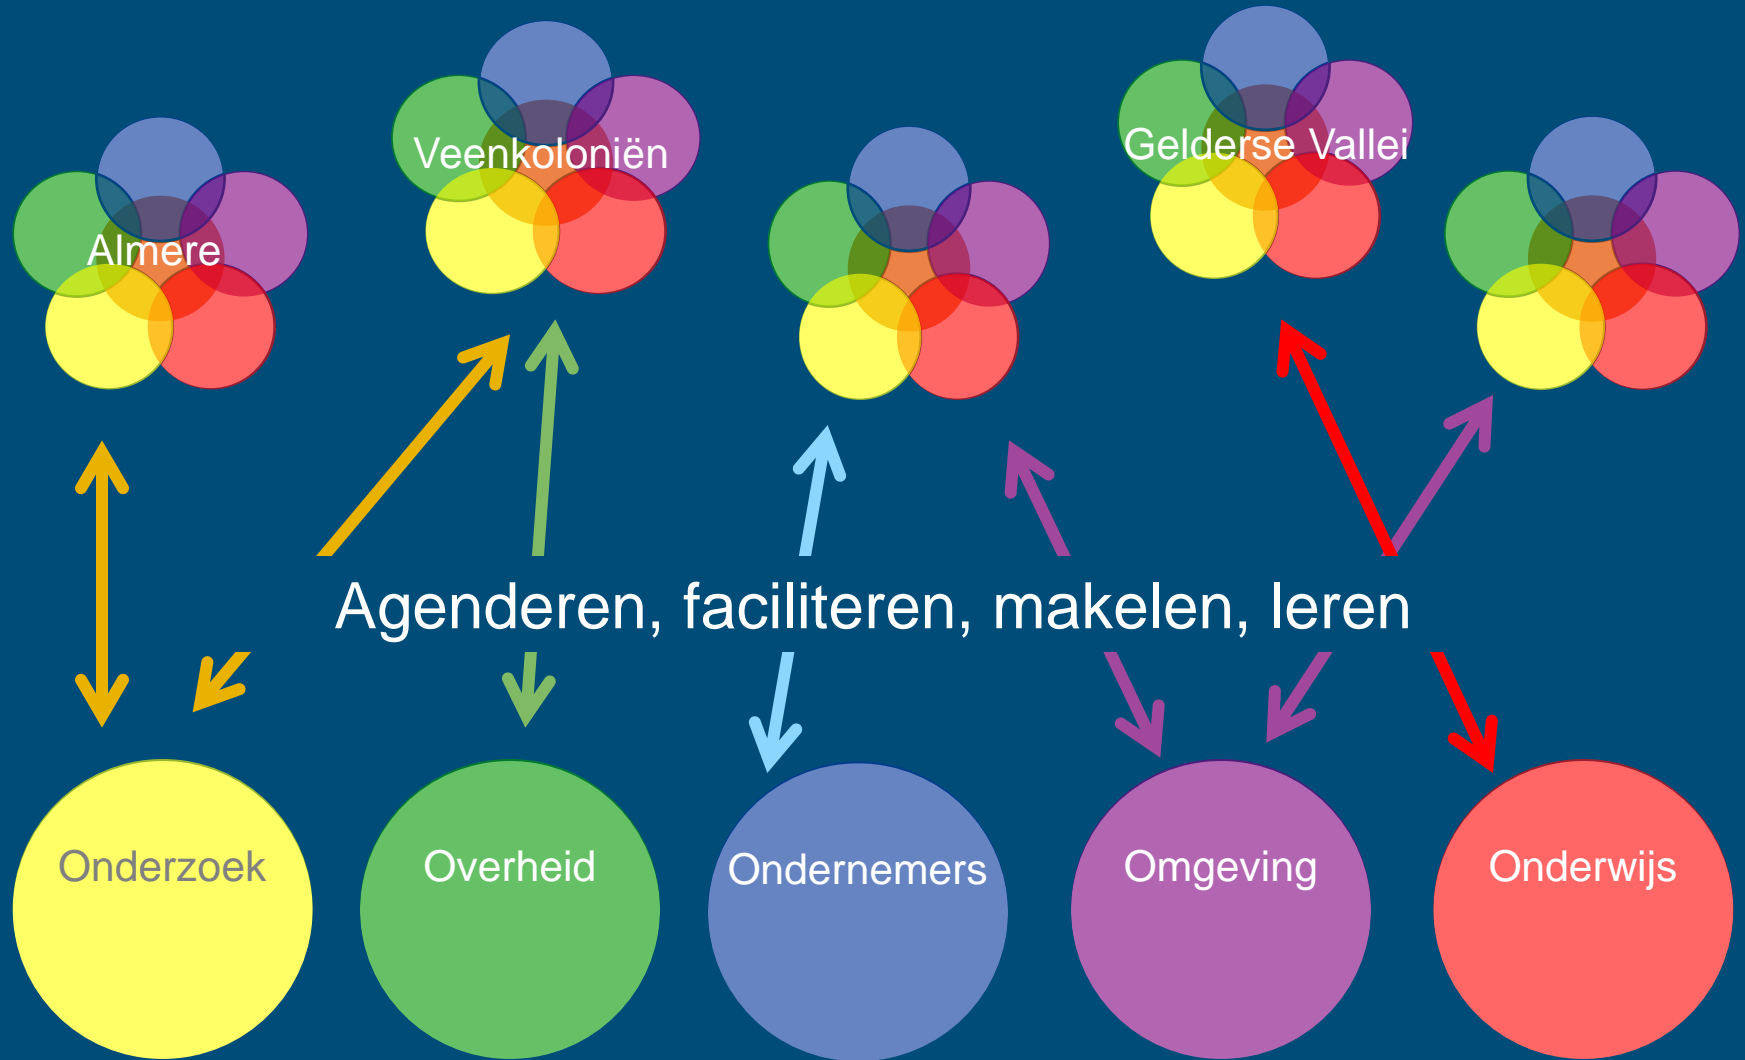 Almere
Veenkoloniën
Gelderse Vallei
Agenderen, faciliteren, makelen, leren
Onderzoek
Overheid
Ondernemers
Omgeving
Onderwijs